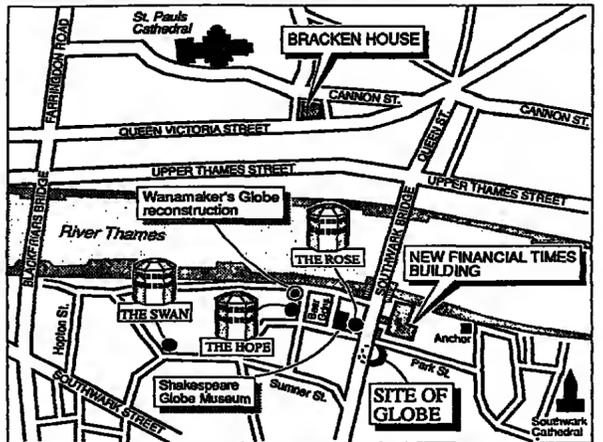 St. Pauls
Cathedral
BRACKEN HOUSE
FARRINGDON ROAD
CANNON ST.
CANNON ST.
QUEEN VICTORIA STREET
QUEEN ST.
UPPER THAMES STREET
UPPER THAMES STREET
Wanamaker's Globe
reconstruction
BLACKFRIARS BRIDGE
River Thames
THE ROSE
SOUTHWARK BRIDGE
NEW FINANCIAL TIMES
BUILDING
THE SWAN
THE HOPE
Bear
Gdns
Anchor
Hopton St.
Park St.
Shakespeare
Globe Museum
Sumner St.
SITE OF
GLOBE
SOUTHWARK STREET
Southwark
Cathedral